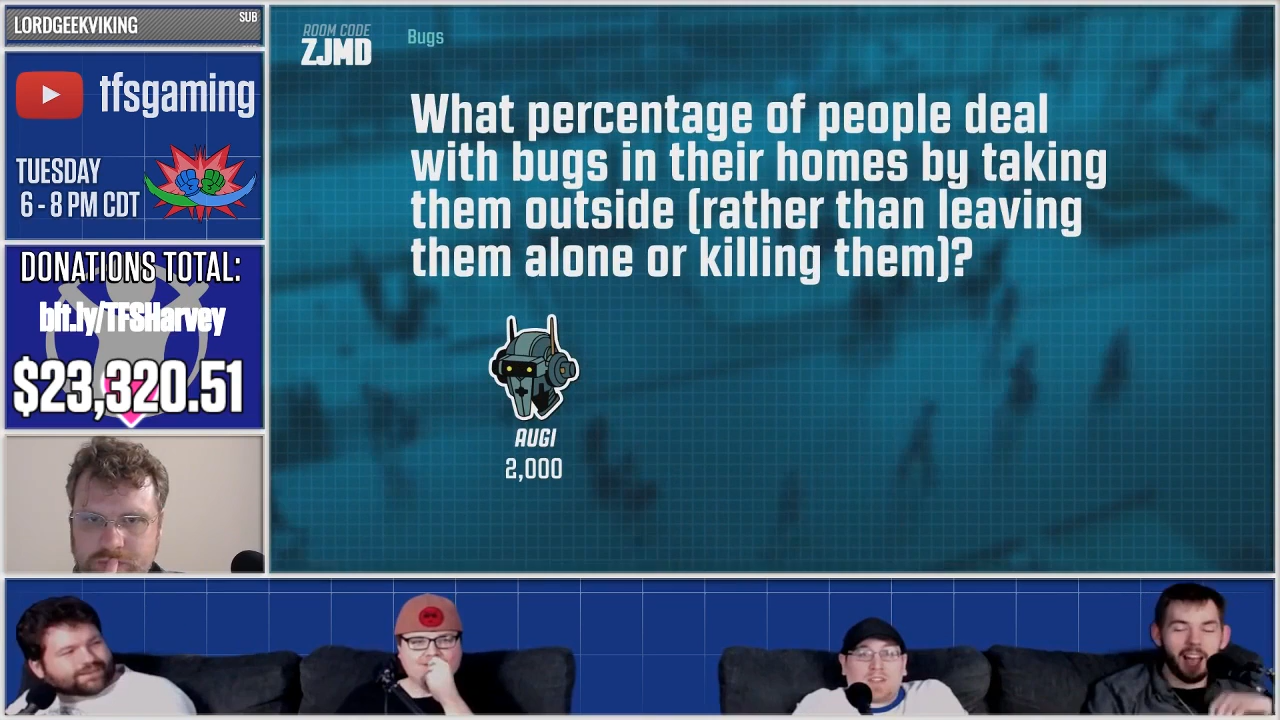 LORDGEEKVIKING
SUB
tfsgaming
TUESDAY
6 - 8 PM CDT
DONATIONS TOTAL:
bit.ly/TFSHarvey
$23,320.51
ROOM CODE
ZJMD
Bugs
What percentage of people deal
with bugs in their homes by taking
them outside (rather than leaving
them alone or killing them)?
AUGI
2,000